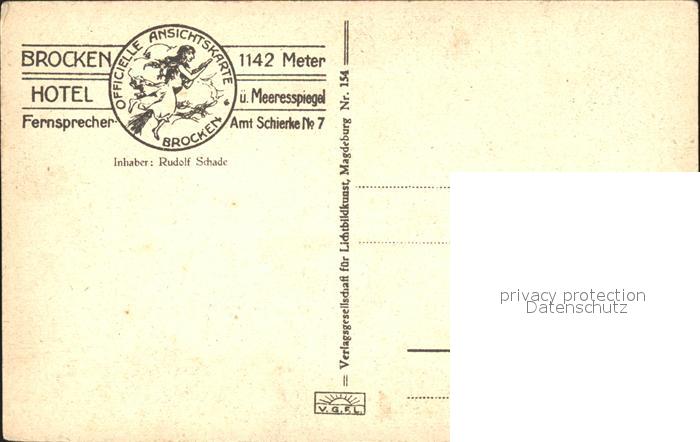 BROCKEN 1142 Meter
HOTEL ü. Meeresspiegel
Fernsprecher Amt Schierke № 7
OFFICIELLE ANSICHTSKARTE
BROCKEN
Inhaber: Rudolf Schade
Verlagsgesellschaft für Lichtbildkunst, Magdeburg Nr. 154
V.G.F.L.
privacy protection
Datenschutz